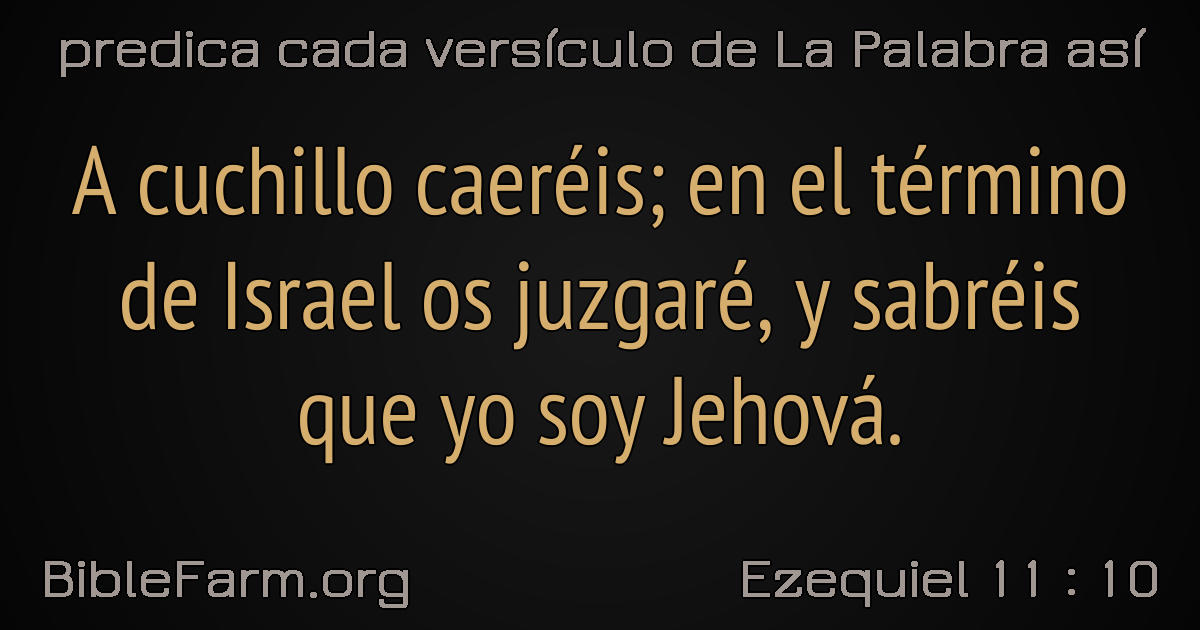 predica cada versículo de La Palabra así
A cuchillo caeréis; en el término
de Israel os juzgaré, y sabréis
que yo soy Jehová.
BibleFarm.org
Ezequiel 11 : 10